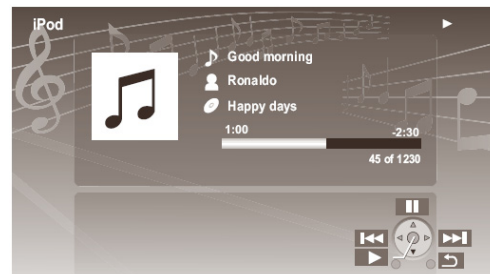 iPod
Good morning
Ronaldo
Happy days
1:00 -2:30
45 of 1230